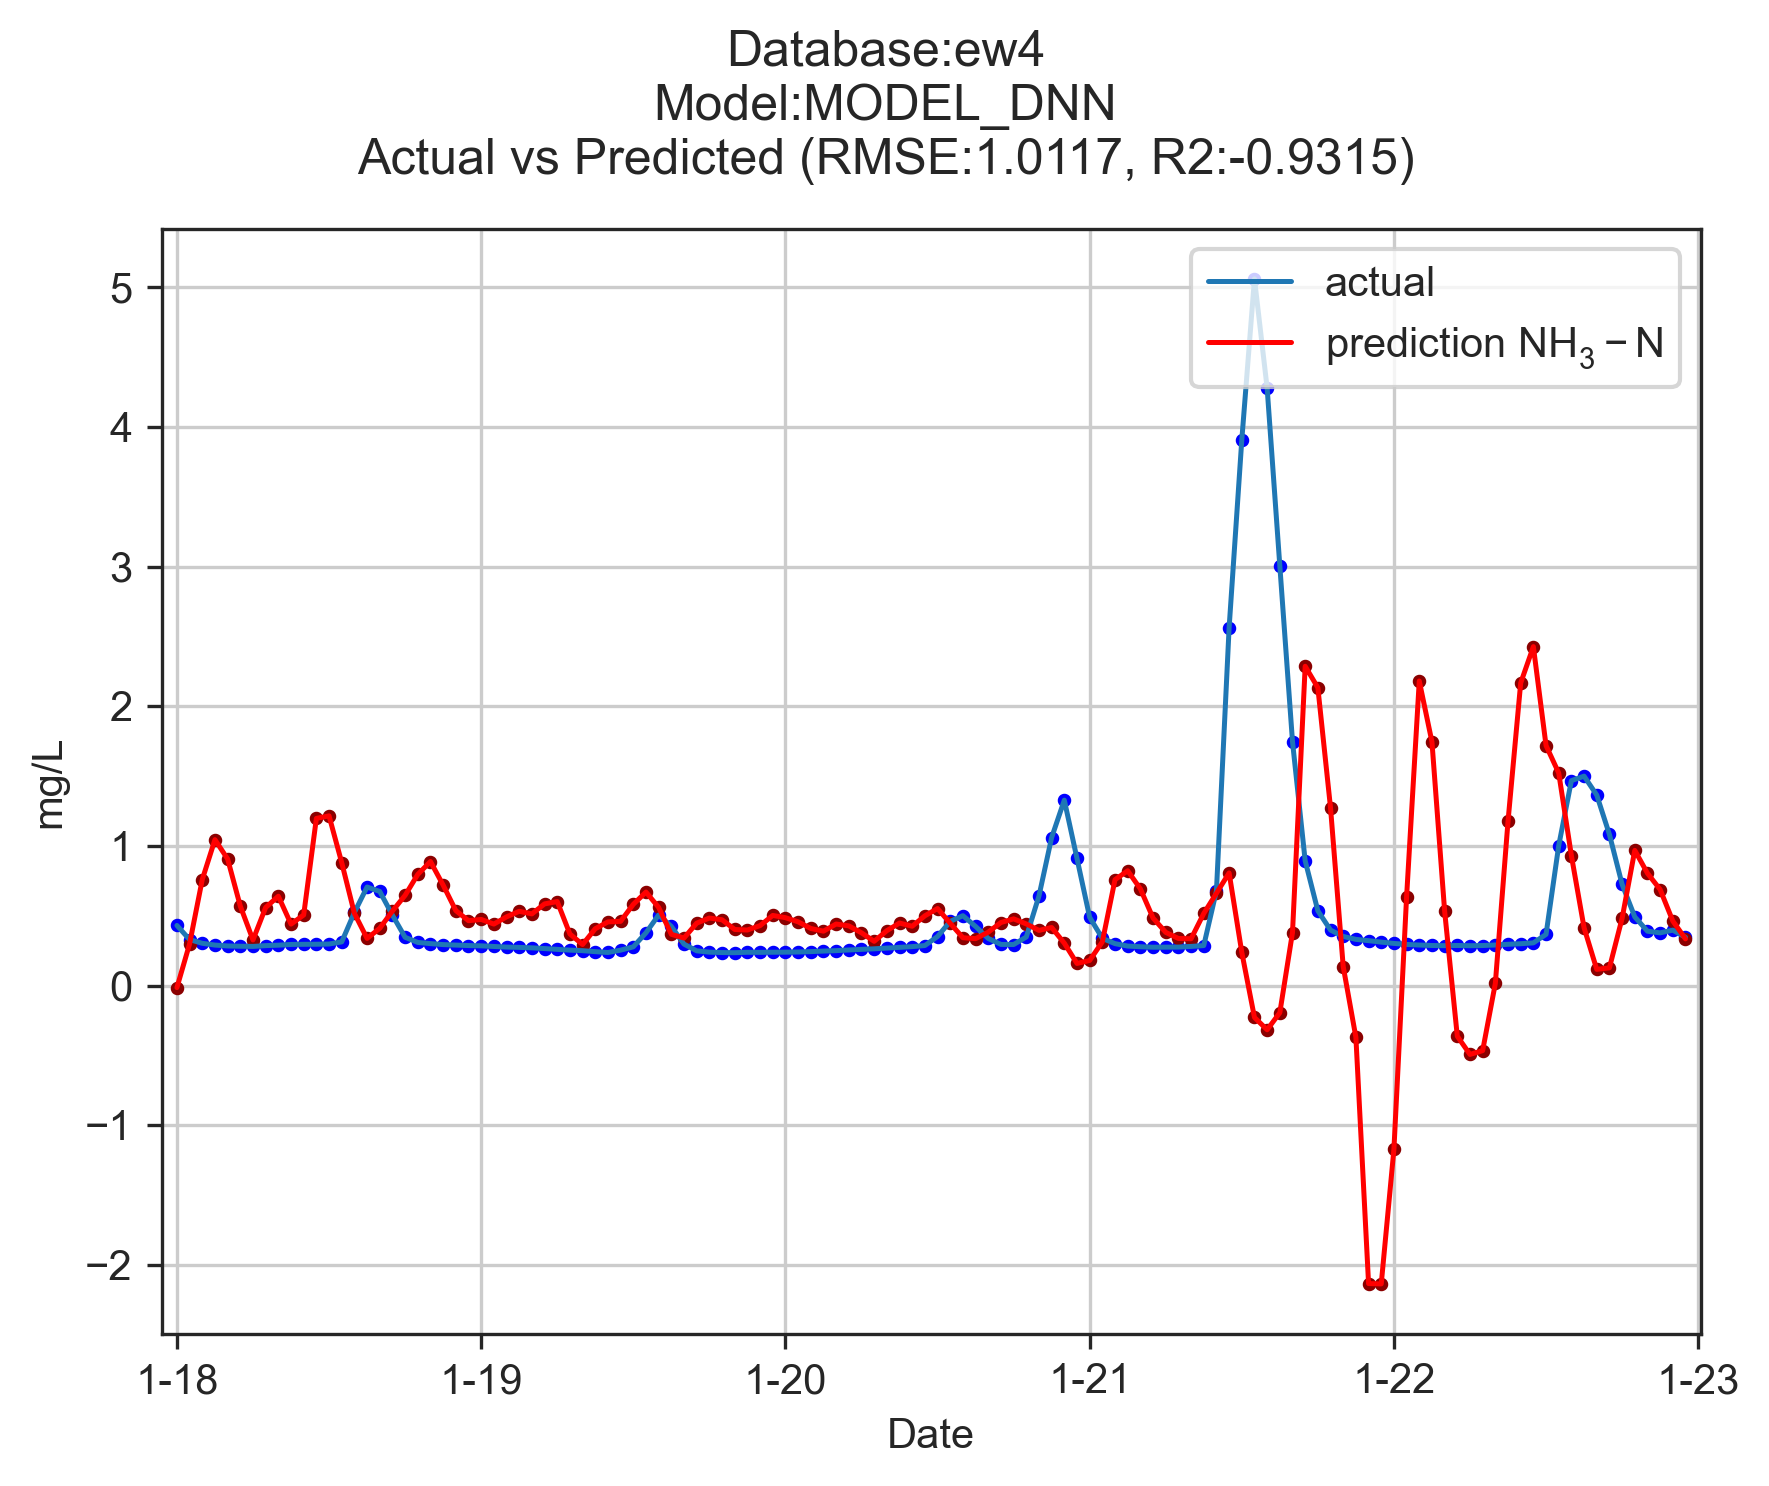 Database:ew4
Model:MODEL_DNN
Actual vs Predicted (RMSE:1.0117, R2:-0.9315)
actual
prediction NH₃ − N
5
4
3
2
1
0
−1
−2
mg/L
1-18 1-19 1-20 1-21 1-22 1-23
Date